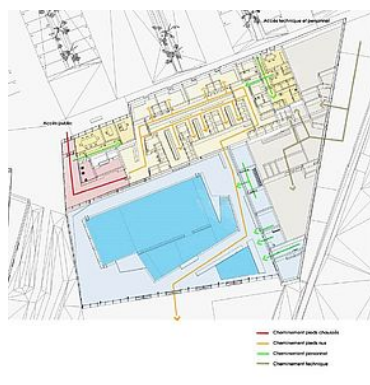 Accès technique et personnel
Accès public
Cheminement pieds chaussés
Cheminement pieds nus
Cheminement personnel
Cheminement technique